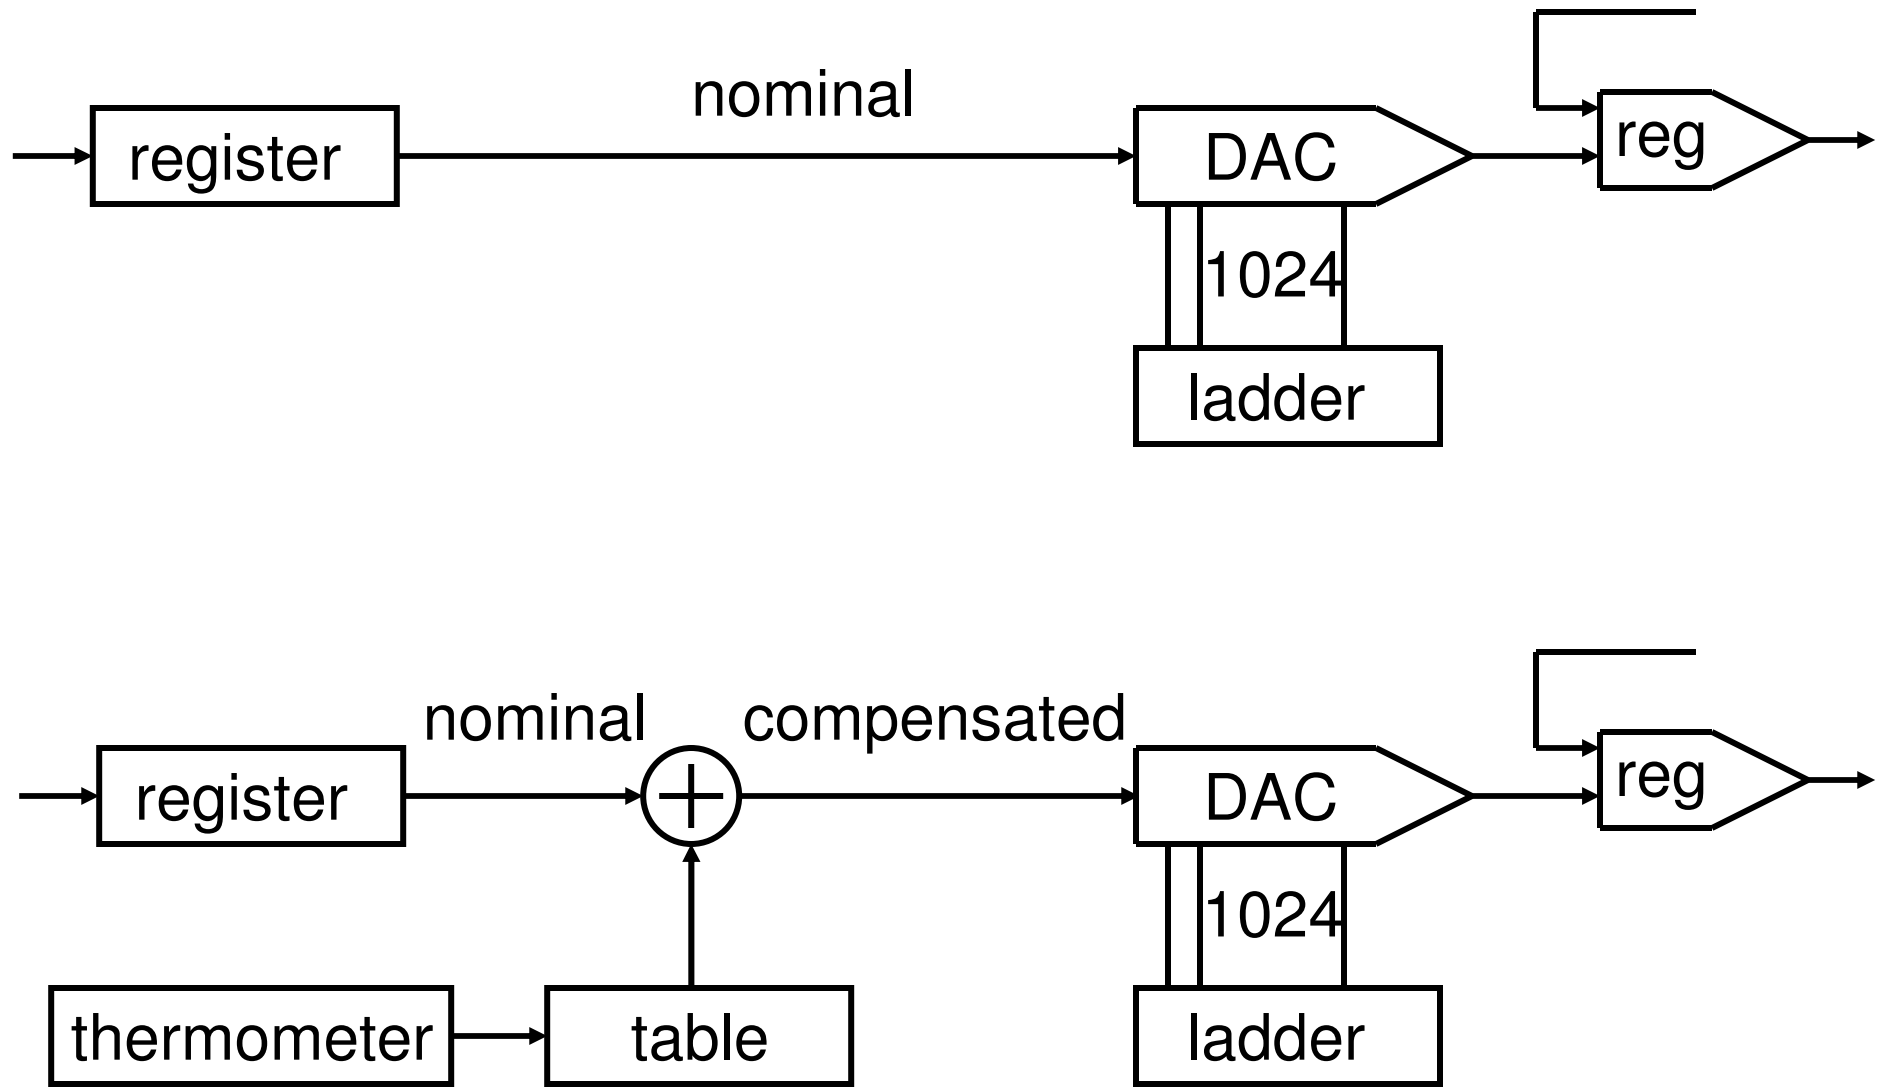 nominal
register
DAC
reg
1024
ladder
nominal
compensated
register
DAC
reg
1024
thermometer
table
ladder